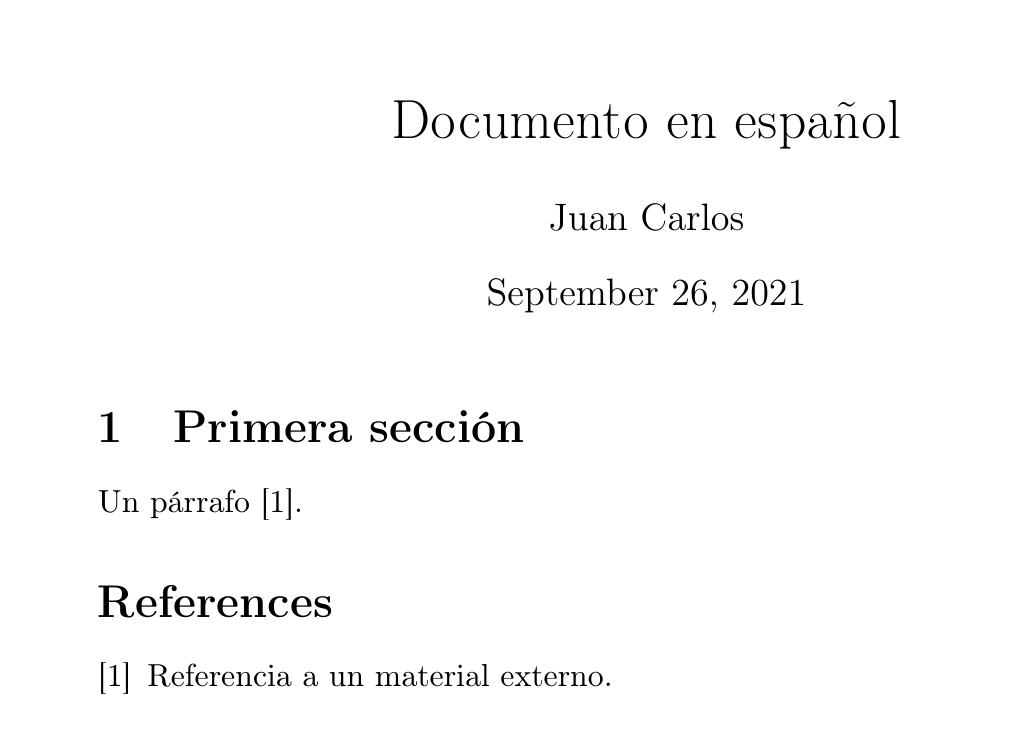 Documento en español
Juan Carlos
September 26, 2021
1 Primera sección
Un párrafo [1].
References
[1] Referencia a un material externo.